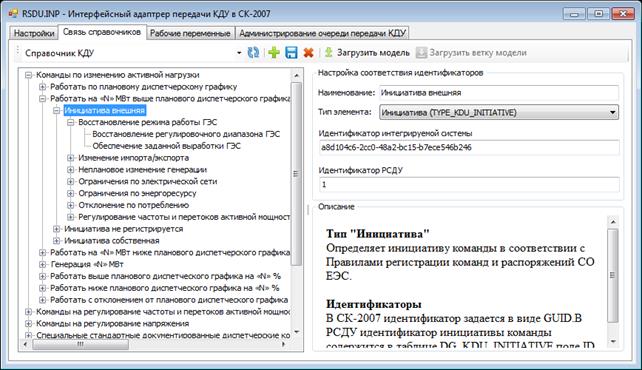 RSDU.INP - Интерфейсный адаптрер передачи КДУ в СК-2007
Настройки Связь справочников Рабочие переменные Администрирование очереди передачи КДУ
Справочник КДУ Загрузить модель Загрузить ветку модели
Команды по изменению активной нагрузки
Работать по плановому диспетчерскому графику
Работать на «N» МВт выше планового диспетчерского графика
Инициатива внешняя
Восстановление режима работы ГЭС
Восстановление регулировочного диапазона ГЭС
Обеспечение заданной выработки ГЭС
Изменение импорта/экспорта
Неплановое изменение генерации
Ограничения по электрической сети
Ограничения по энергоресурсу
Отклонение по потреблению
Регулирование частоты и перетоков активной мощност
Инициатива не регистрируется
Инициатива собственная
Работать на «N» МВт ниже планового диспетчерского график
Генерация «N» МВт
Работать выше планового диспетчерского графика на «N» %
Работать ниже планового диспетчерского графика на «N» %
Работать с отклонением от планового диспетчерского графика
Команды на регулирование частоты и перетоков активной мощнос
Команды на регулирование напряжения
Специальные стандартные документированные диспетчерские ко
Настройка соответствия идентификаторов
Наименование: Инициатива внешняя
Тип элемента: Инициатива (TYPE_KDU_INITIATIVE)
Идентификатор интегрируемой системы
a8d104c6-2cc0-48a2-bc15-b7ece546b246
Идентификатор РСДУ
1
Описание
Тип "Инициатива"
Определяет инициативу команды в соответствии с
Правилами регистрации команд и распоряжений СО
ЕЭС.
Идентификаторы
В СК-2007 идентификатор задается в виде GUID.В
РСДУ идентификатор инициативы команды
содержится в таблице DG_KDU_INITIATIVE поле ID